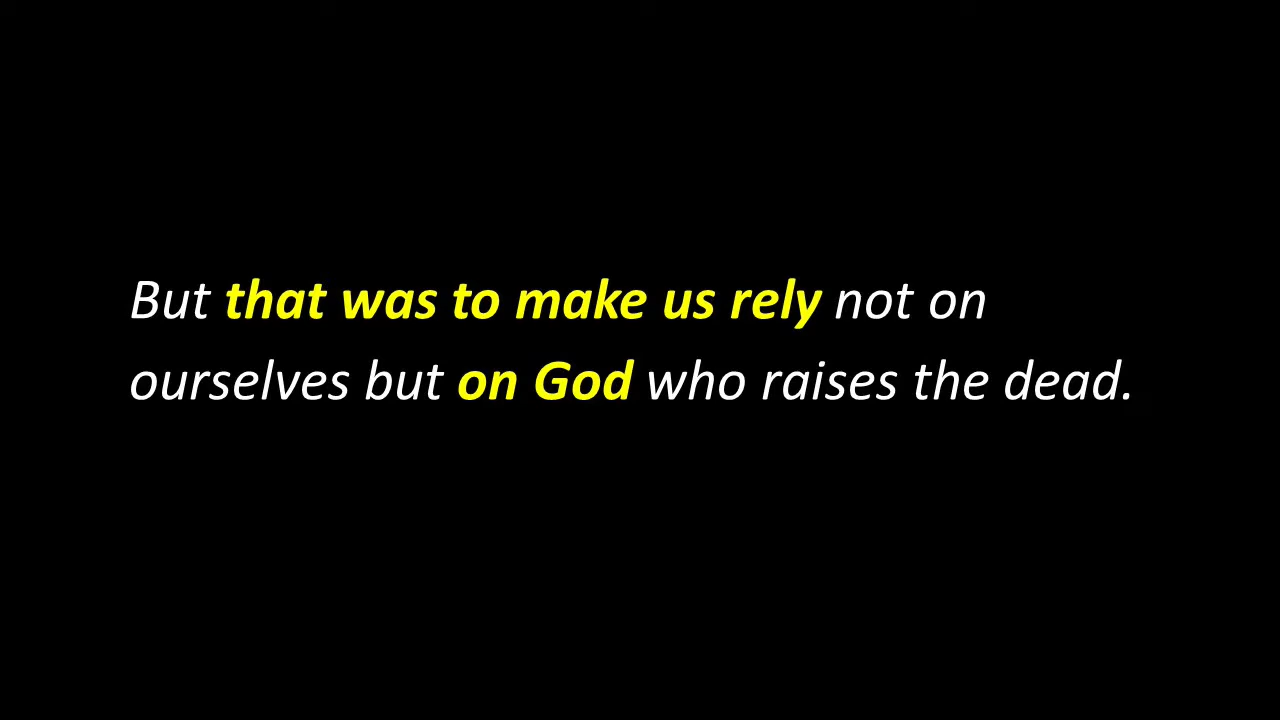 But that was to make us rely not on
ourselves but on God who raises the dead.